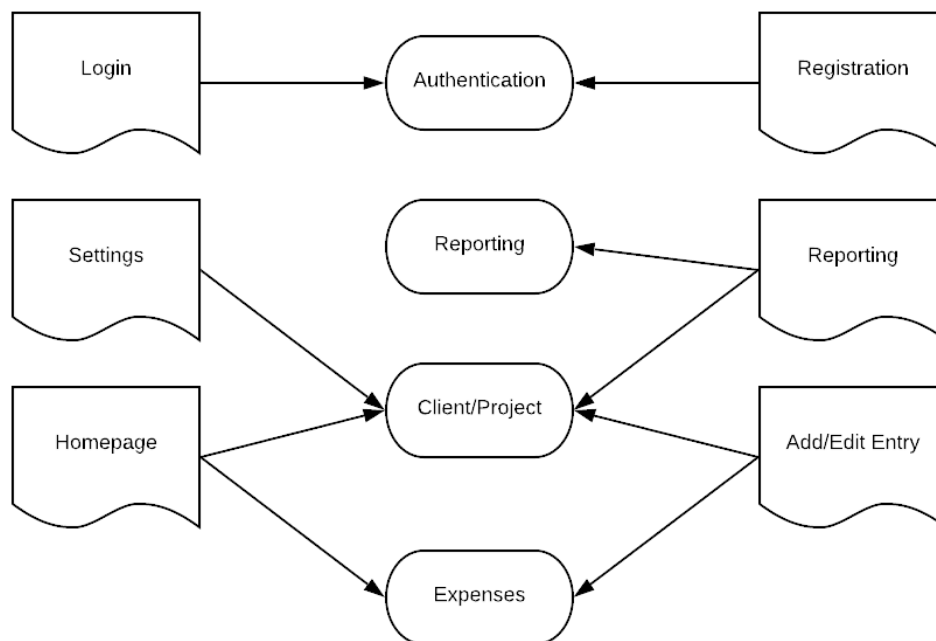 Login
Authentication
Registration
Settings
Reporting
Reporting
Homepage
Client/Project
Add/Edit Entry
Expenses